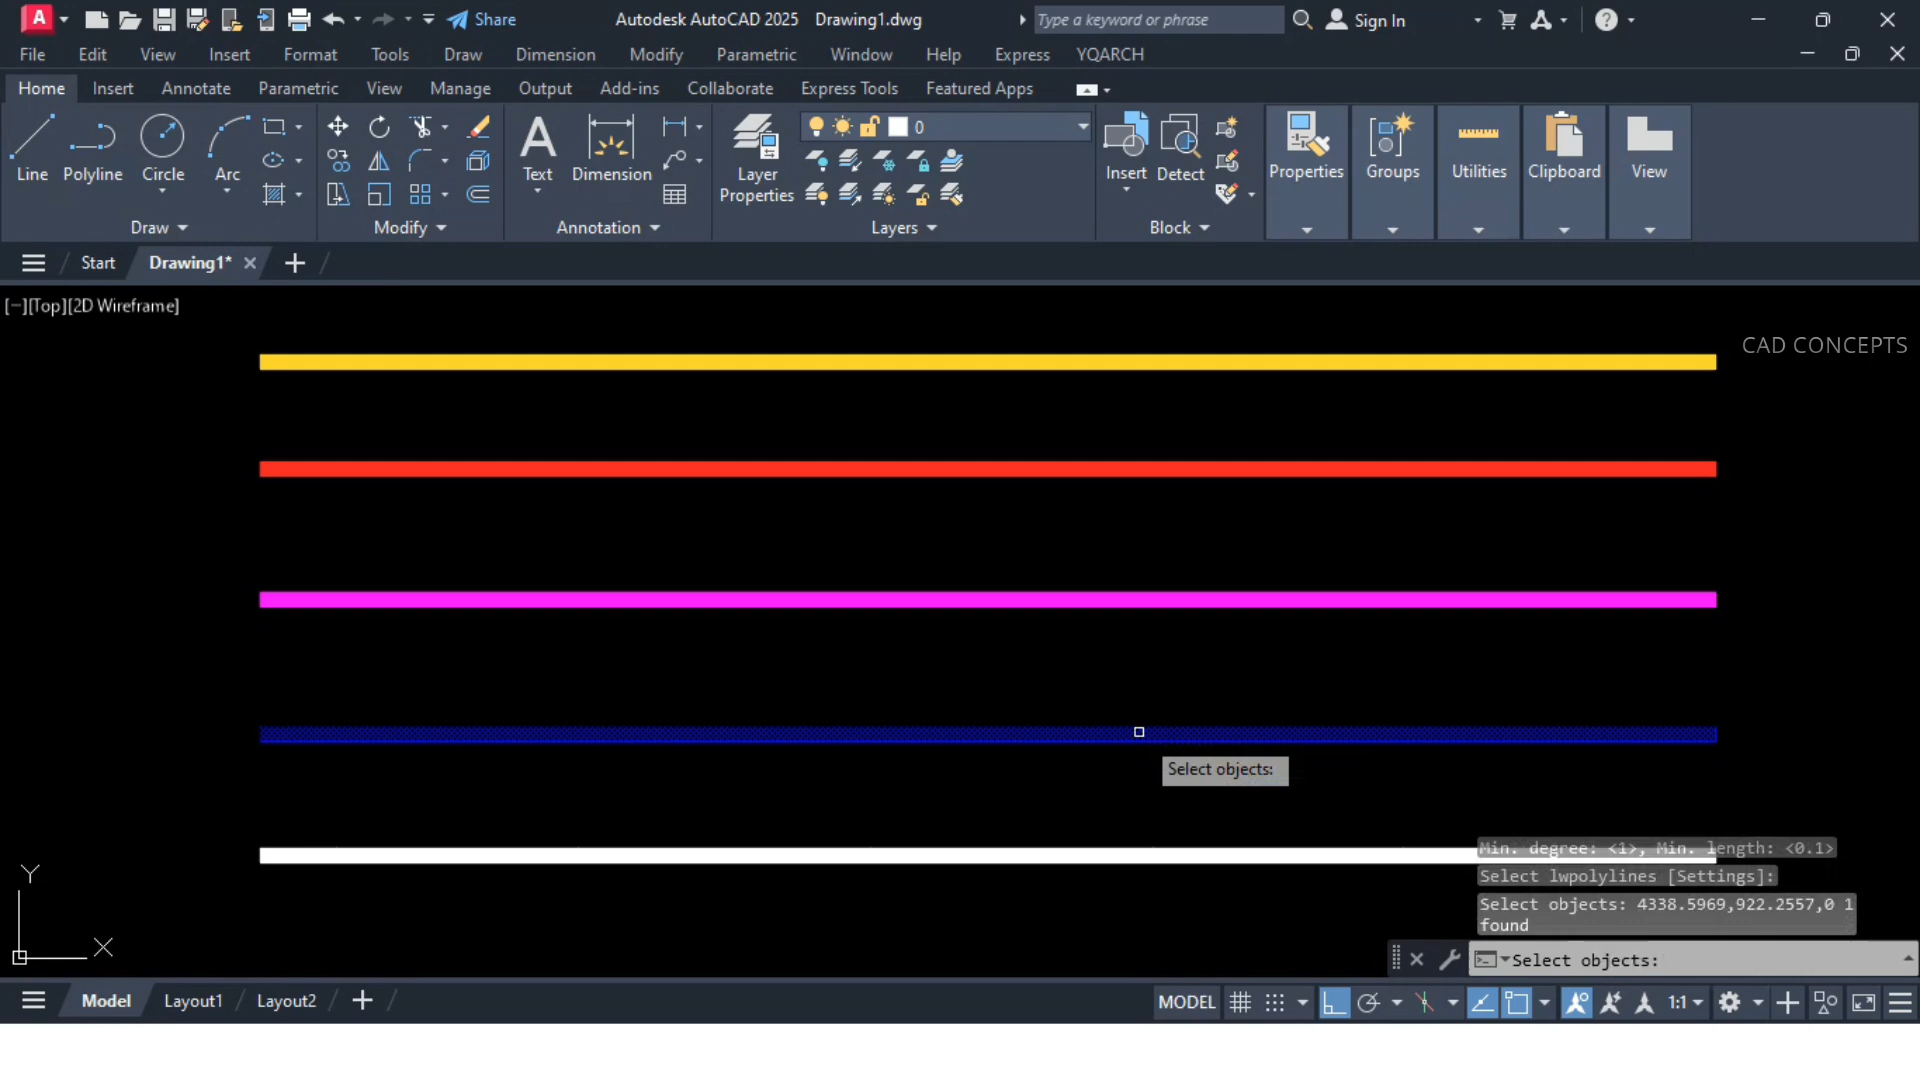 Share
Autodesk AutoCAD 2025 Drawing1.dwg
Type a keyword or phrase
Sign In
File Edit View Insert Format Tools Draw Dimension Modify Parametric Window Help Express YQARCH
Home Insert Annotate Parametric View Manage Output Add-ins Collaborate Express Tools Featured Apps
0
Line Polyline Circle Arc
Text Dimension
Layer
Properties
Insert Detect
Properties Groups Utilities Clipboard View
Draw Modify Annotation Layers Block
Start Drawing1*
[−][Top][2D Wireframe]
CAD CONCEPTS
Select objects:
Min. degree: <1>, Min. length: <0.1>
Select lwpolylines [Settings]:
Select objects: 4338.5969,922.2557,0 1
found
Y
X
Select objects:
Model Layout1 Layout2
MODEL
1:1